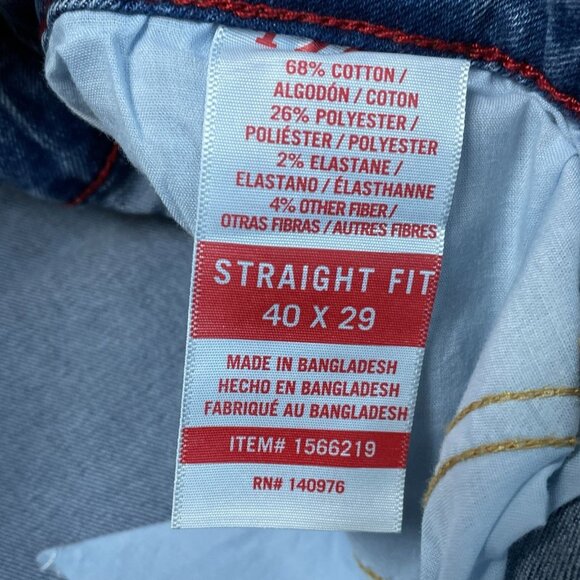 68% COTTON /
ALGODÓN / COTON
26% POLYESTER /
POLIÉSTER / POLYESTER
2% ELASTANE /
ELASTANO / ÉLASTHANNE
4% OTHER FIBER /
OTRAS FIBRAS / AUTRES FIBRES
STRAIGHT FIT
40 X 29
MADE IN BANGLADESH
HECHO EN BANGLADESH
FABRIQUÉ AU BANGLADESH
ITEM# 1566219
RN# 140976